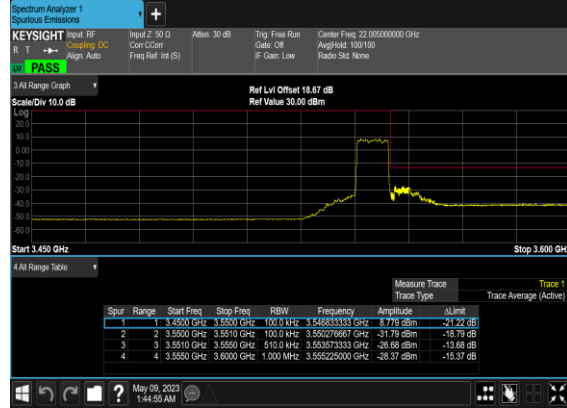 Spectrum Analyzer 1
Spurious Emissions
+
KEYSIGHT Input: RF Input Z: 50 Ω Atten: 30 dB Trig: Free Run Center Freq: 22.005000000 GHz
R T Coupling: DC Corr CCorr Gate: Off Avg|Hold: 100/100
Align: Auto Freq Ref: Int (S) IF Gain: Low Radio Std: None
PASS
3 All Range Graph
Ref Lvl Offset 18.67 dB
Scale/Div 10.0 dB Ref Value 30.00 dBm
Log
20.0
10.0
0.00
-10.0
-20.0
-30.0
-40.0
-50.0
-60.0
Start 3.450 GHz Stop 3.600 GHz
4 All Range Table
Measure Trace Trace 1
Trace Type Trace Average (Active)
Spur Range Start Freq Stop Freq RBW Frequency Amplitude ΔLimit
1 1 3.4500 GHz 3.5500 GHz 100.0 kHz 3.546833333 GHz 8.779 dBm -21.22 dB
2 2 3.5500 GHz 3.5510 GHz 100.0 kHz 3.550276667 GHz -31.79 dBm -18.79 dB
3 3 3.5510 GHz 3.5550 GHz 510.0 kHz 3.553573333 GHz -26.68 dBm -13.68 dB
4 4 3.5550 GHz 3.6000 GHz 1.000 MHz 3.555225000 GHz -28.37 dBm -15.37 dB
?
May 09, 2023
1:44:55 AM